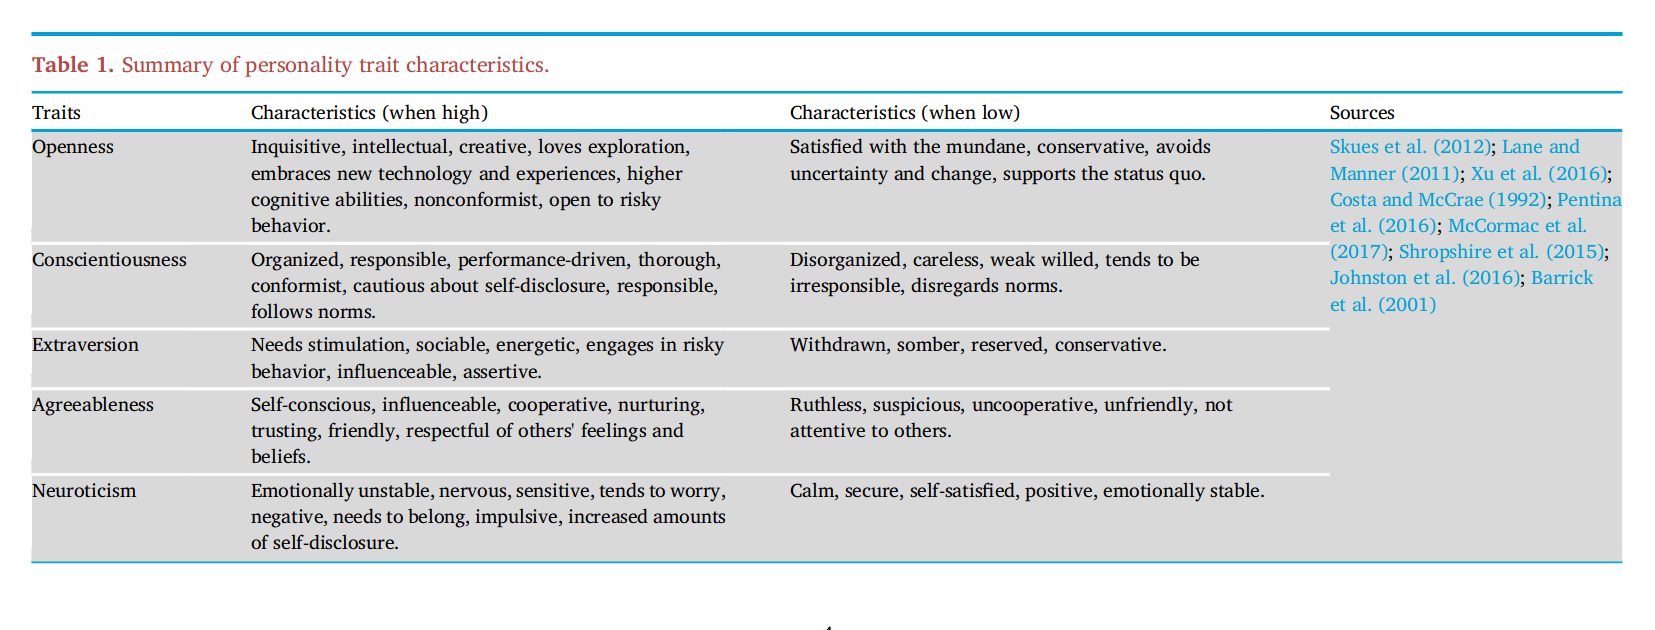 Table 1. Summary of personality trait characteristics.
Traits Characteristics (when high) Characteristics (when low) Sources
Openness
Inquisitive, intellectual, creative, loves exploration,
embraces new technology and experiences, higher
cognitive abilities, nonconformist, open to risky
behavior.
Satisfied with the mundane, conservative, avoids
uncertainty and change, supports the status quo.
Skues et al. (2012); Lane and
Manner (2011); Xu et al. (2016);
Costa and McCrae (1992); Pentina
et al. (2016); McCormac et al.
(2017); Shropshire et al. (2015);
Johnston et al. (2016); Barrick
et al. (2001)
Conscientiousness
Organized, responsible, performance-driven, thorough,
conformist, cautious about self-disclosure, responsible,
follows norms.
Disorganized, careless, weak willed, tends to be
irresponsible, disregards norms.
Extraversion
Needs stimulation, sociable, energetic, engages in risky
behavior, influenceable, assertive.
Withdrawn, somber, reserved, conservative.
Agreeableness
Self-conscious, influenceable, cooperative, nurturing,
trusting, friendly, respectful of others' feelings and
beliefs.
Ruthless, suspicious, uncooperative, unfriendly, not
attentive to others.
Neuroticism
Emotionally unstable, nervous, sensitive, tends to worry,
negative, needs to belong, impulsive, increased amounts
of self-disclosure.
Calm, secure, self-satisfied, positive, emotionally stable.